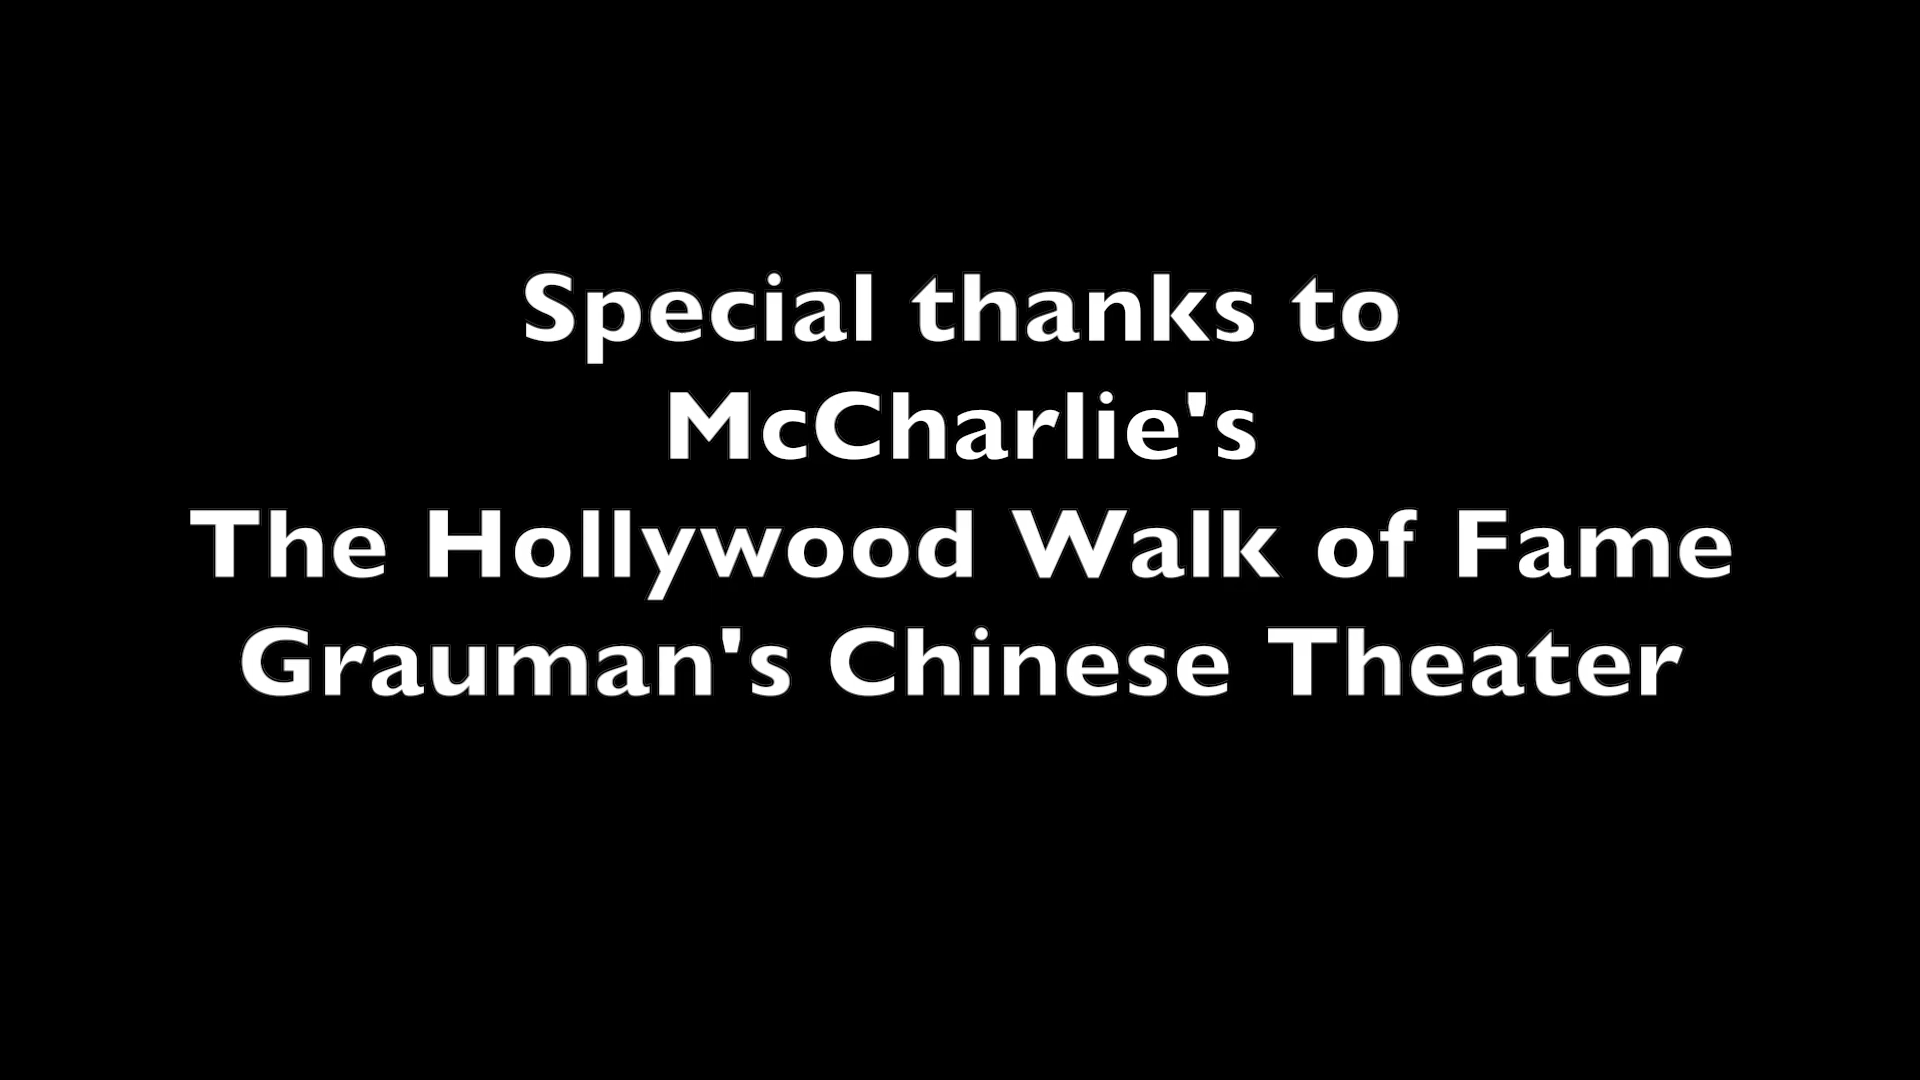 Special thanks to
McCharlie's
The Hollywood Walk of Fame
Grauman's Chinese Theater